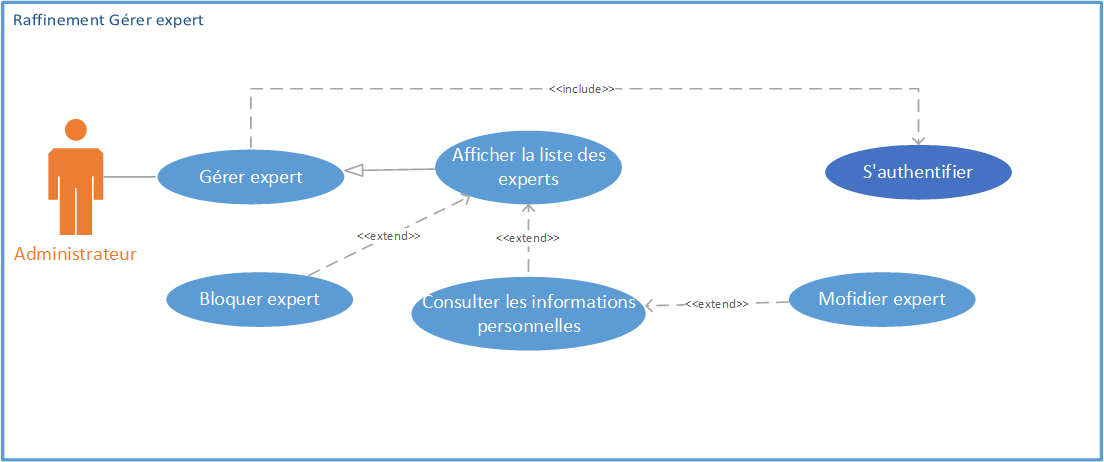 Raffinement Gérer expert
<<include>>
Afficher la liste des
experts
Gérer expert
S'authentifier
Administrateur
<<extend>>
<<extend>>
Bloquer expert
Consulter les informations
personnelles
<<extend>>
Mofidier expert